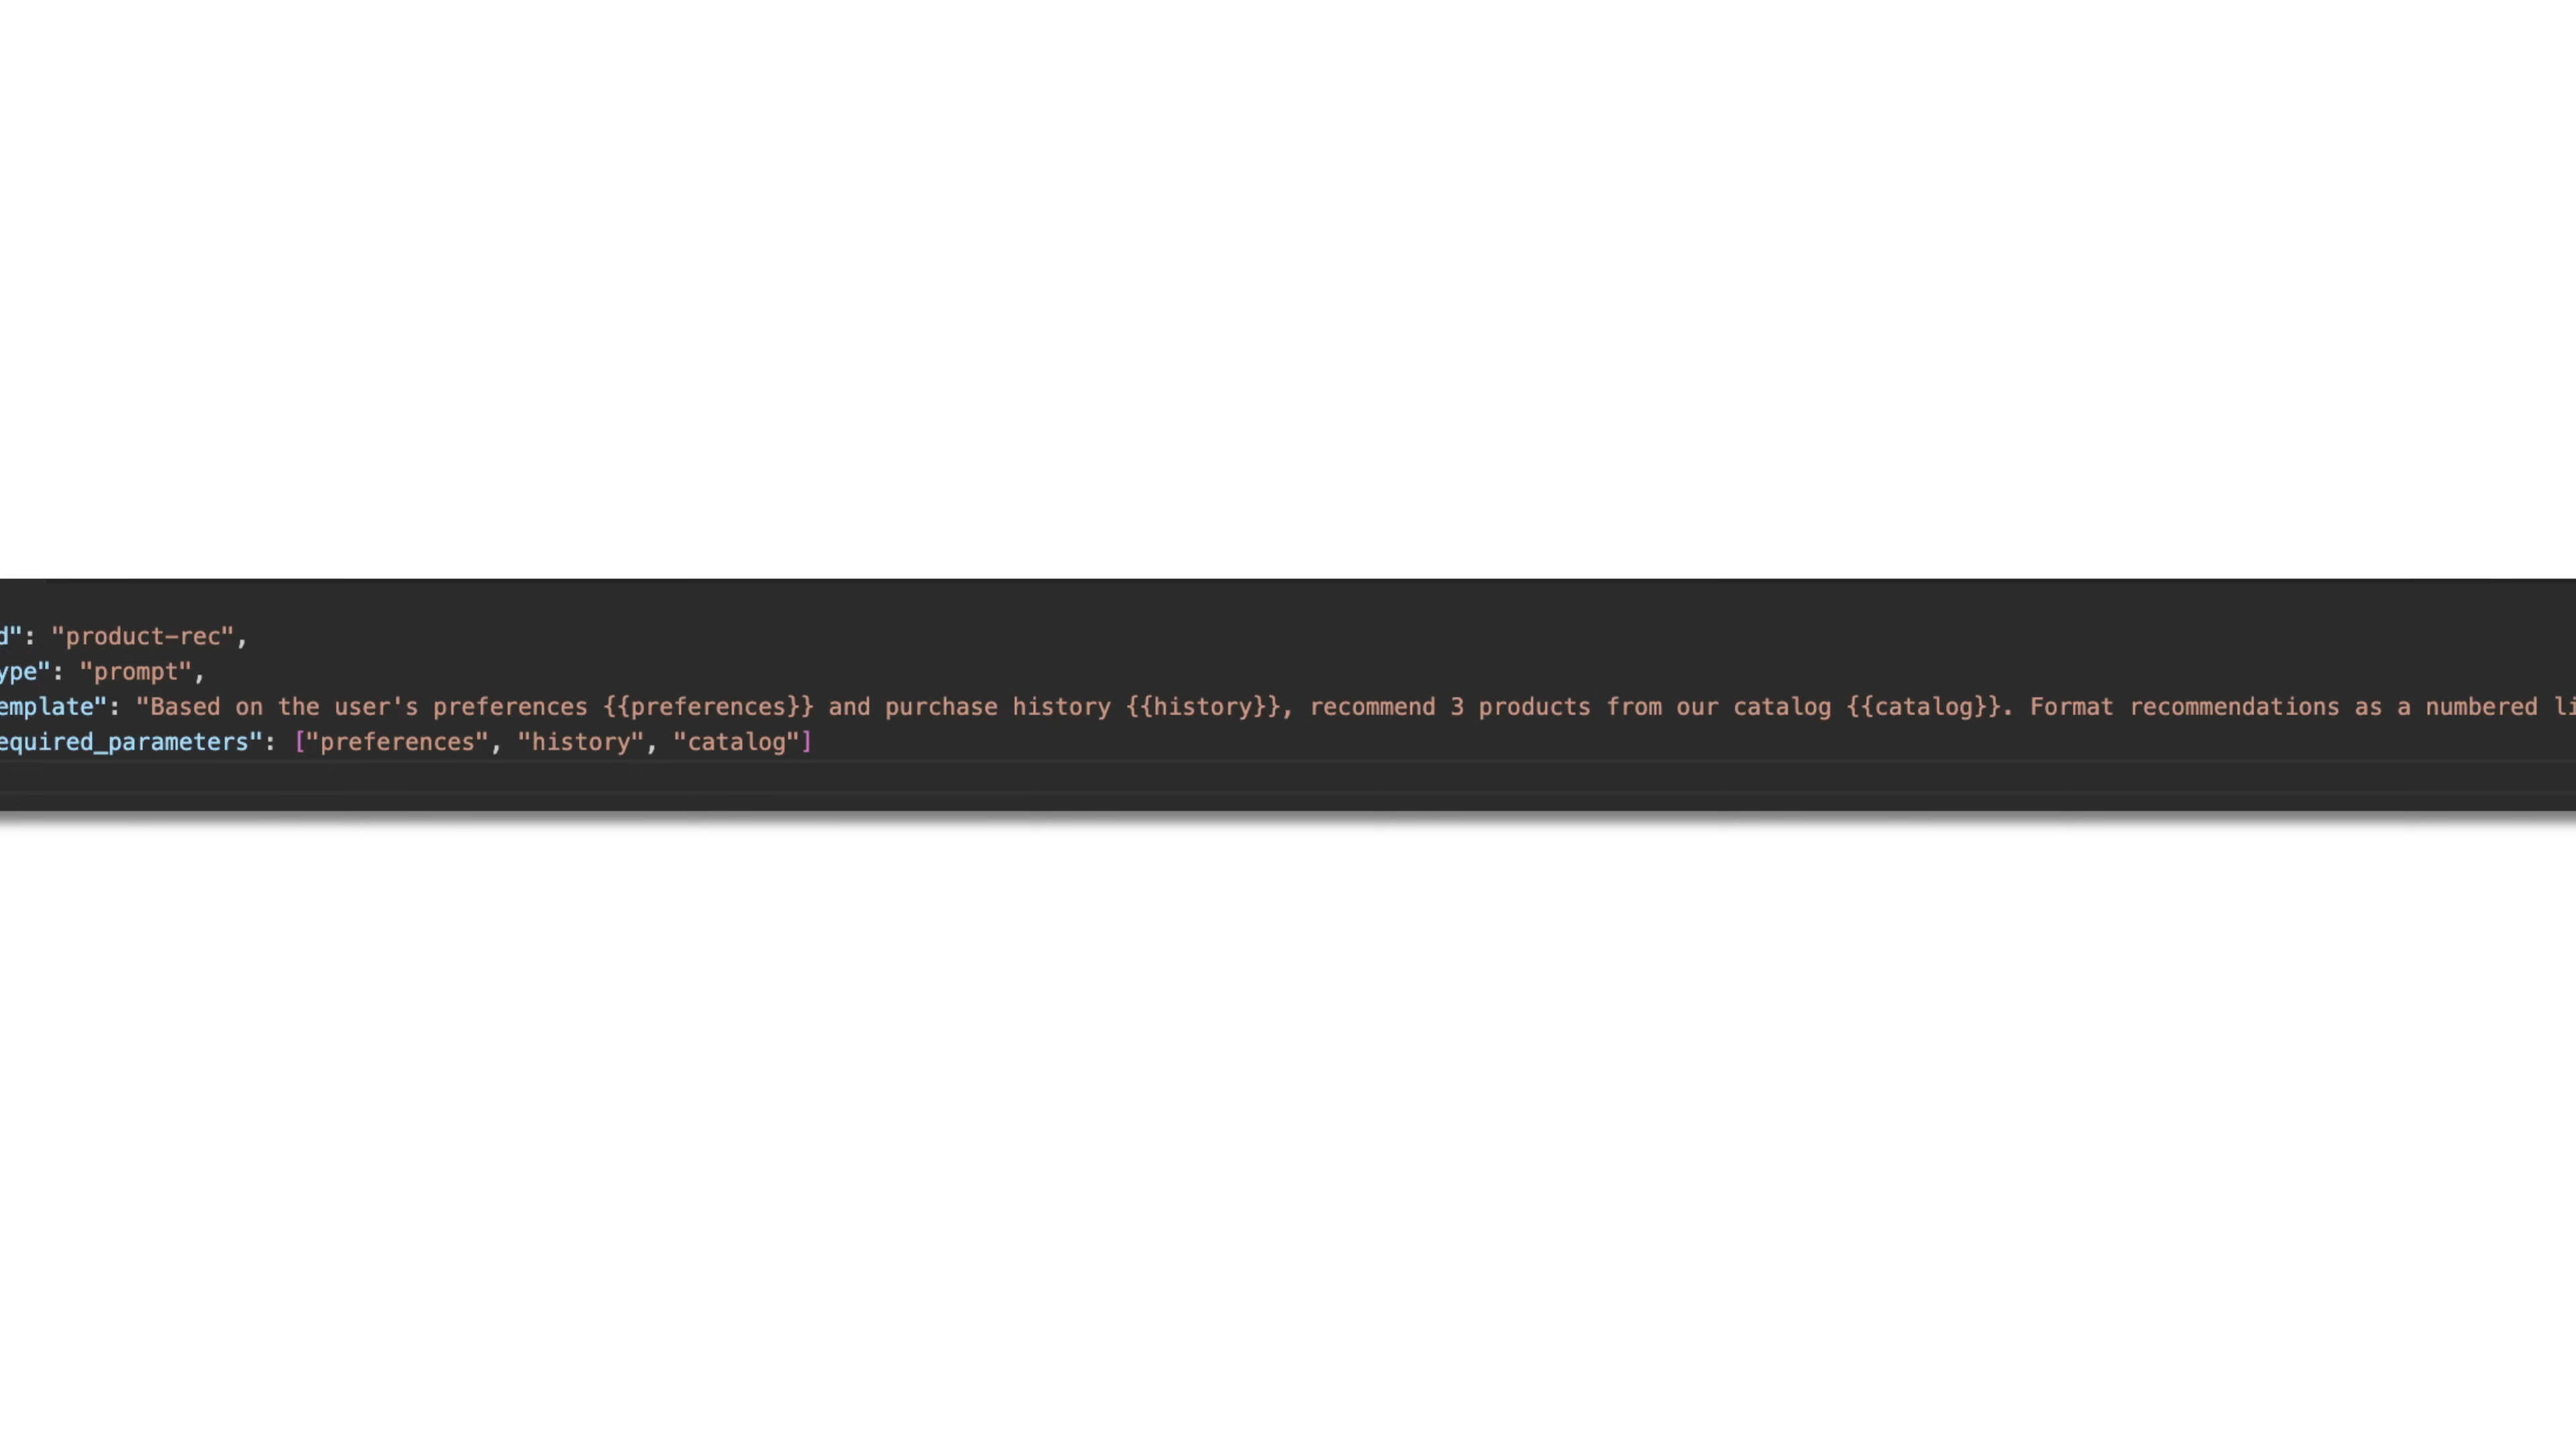 d": "product-rec",
ype": "prompt",
emplate": "Based on the user's preferences {{preferences}} and purchase history {{history}}, recommend 3 products from our catalog {{catalog}}. Format recommendations as a numbered li
equired_parameters": ["preferences", "history", "catalog"]